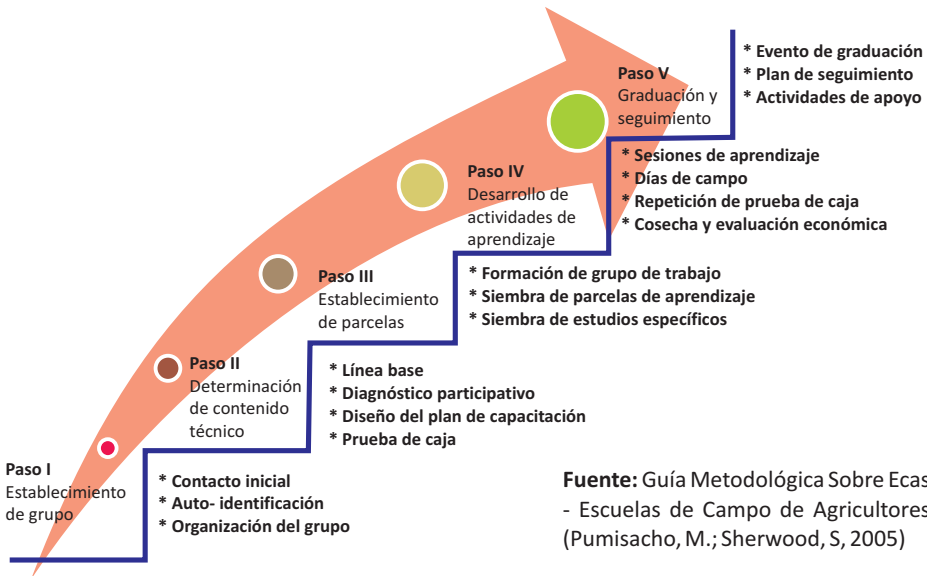 Paso I
Establecimiento
de grupo
* Contacto inicial
* Auto- identificación
* Organización del grupo
Paso II
Determinación
de contenido
técnico
* Línea base
* Diagnóstico participativo
* Diseño del plan de capacitación
* Prueba de caja
Paso III
Establecimiento
de parcelas
* Formación de grupo de trabajo
* Siembra de parcelas de aprendizaje
* Siembra de estudios específicos
Paso IV
Desarrollo de
actividades de
aprendizaje
* Sesiones de aprendizaje
* Días de campo
* Repetición de prueba de caja
* Cosecha y evaluación económica
Paso V
Graduación y
seguimiento
* Evento de graduación
* Plan de seguimiento
* Actividades de apoyo
Fuente: Guía Metodológica Sobre Ecas
- Escuelas de Campo de Agricultores
(Pumisacho, M.; Sherwood, S, 2005)